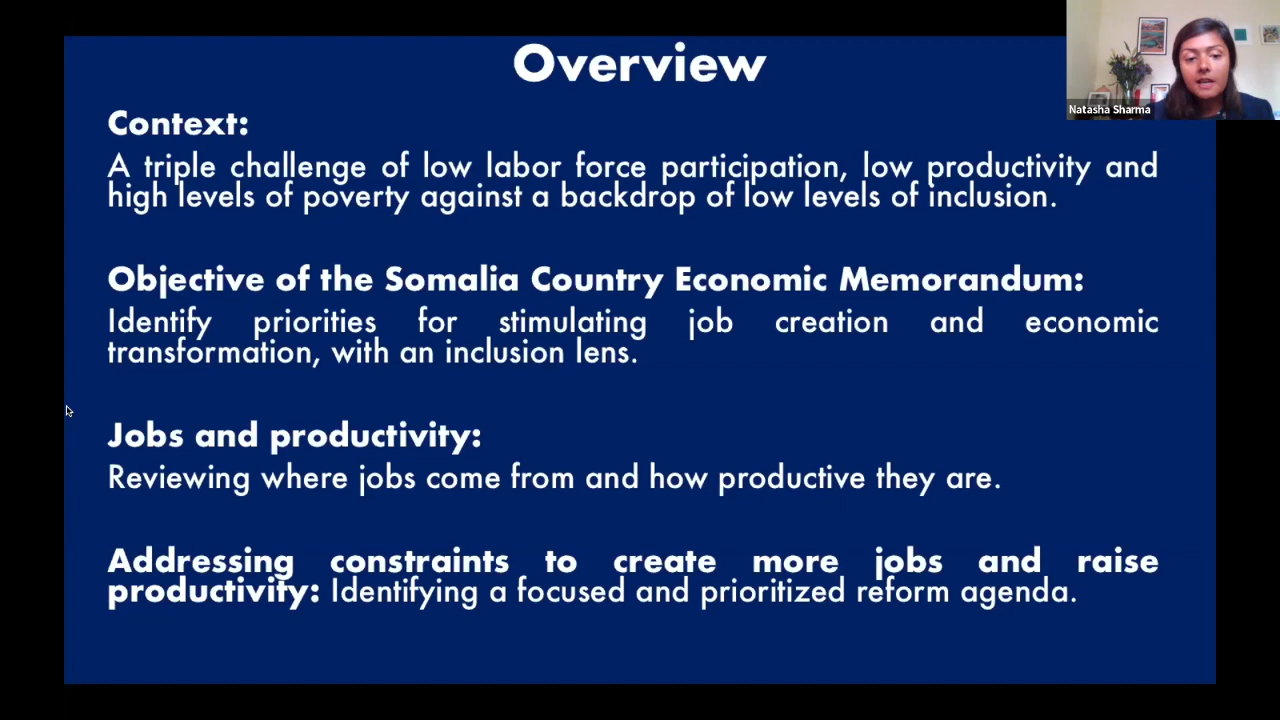 Overview
Natasha Sharma
Context:
A triple challenge of low labor force participation, low productivity and
high levels of poverty against a backdrop of low levels of inclusion.
Objective of the Somalia Country Economic Memorandum:
Identify priorities for stimulating job creation and economic
transformation, with an inclusion lens.
Jobs and productivity:
Reviewing where jobs come from and how productive they are.
Addressing constraints to create more jobs and raise
productivity: Identifying a focused and prioritized reform agenda.